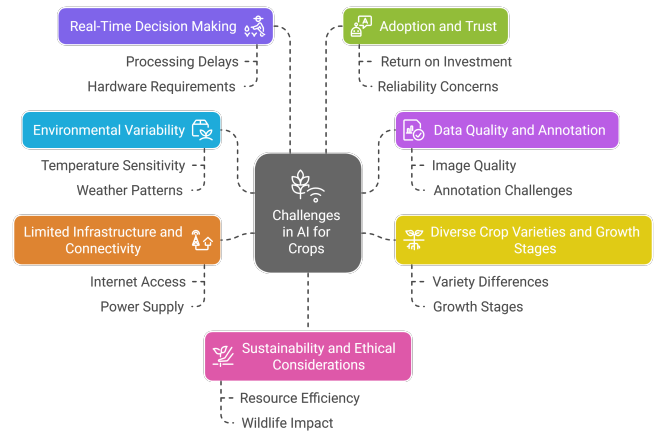 Real-Time Decision Making
Processing Delays
Hardware Requirements
Adoption and Trust
Return on Investment
Reliability Concerns
Environmental Variability
Temperature Sensitivity
Weather Patterns
Data Quality and Annotation
Image Quality
Annotation Challenges
Challenges
in AI for
Crops
Limited Infrastructure and
Connectivity
Internet Access
Power Supply
Diverse Crop Varieties and Growth
Stages
Variety Differences
Growth Stages
Sustainability and Ethical
Considerations
Resource Efficiency
Wildlife Impact